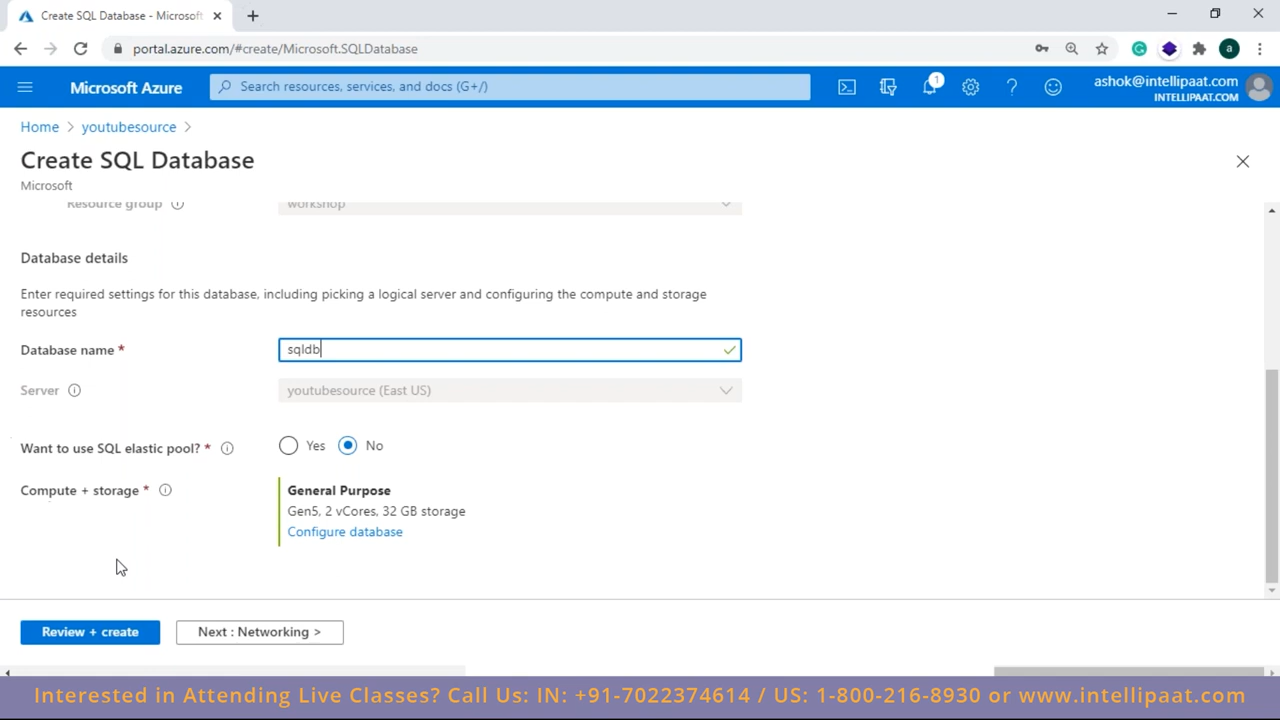 Create SQL Database - Microsoft
portal.azure.com/#create/Microsoft.SQLDatabase
a
Microsoft Azure
Search resources, services, and docs (G+/)
1
ashok@intellipaat.com
INTELLIPAAT.COM
Home > youtubesource >
Create SQL Database
Microsoft
Resource group
workshop
Database details
Enter required settings for this database, including picking a logical server and configuring the compute and storage
resources
Database name *
sqldb
Server
youtubesource (East US)
Want to use SQL elastic pool? *
Yes
No
Compute + storage *
General Purpose
Gen5, 2 vCores, 32 GB storage
Configure database
Review + create
Next : Networking >
Interested in Attending Live Classes? Call Us: IN: +91-7022374614 / US: 1-800-216-8930 or www.intellipaat.com